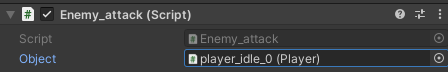 Enemy_attack (Script)
Script Enemy_attack
Object player_idle_0 (Player)